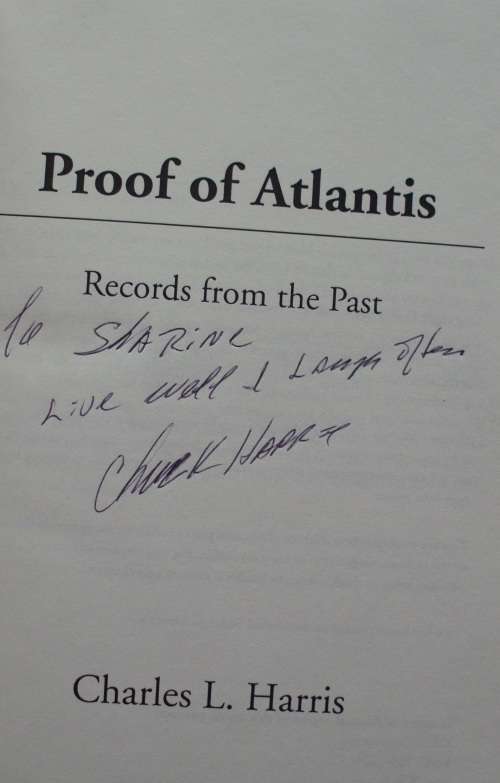 Proof of Atlantis
Records from the Past
To SHARINE
Live well & Laugh often
Chuck Harris
Charles L. Harris